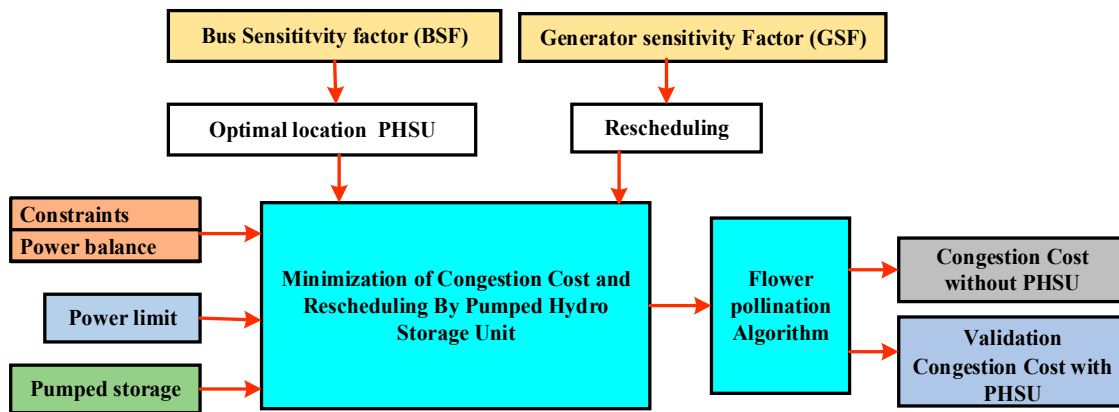 Bus Sensititvity factor (BSF)
Generator sensitivity Factor (GSF)
Optimal location PHSU
Rescheduling
Constraints
Power balance
Power limit
Pumped storage
Minimization of Congestion Cost and
Rescheduling By Pumped Hydro
Storage Unit
Flower
pollination
Algorithm
Congestion Cost
without PHSU
Validation
Congestion Cost with
PHSU